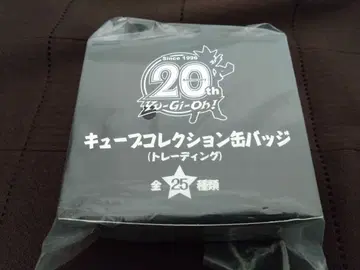 Since 1996
20th
Yu-Gi-Oh!
キューブコレクション缶バッジ
(トレーディング)
全25種類